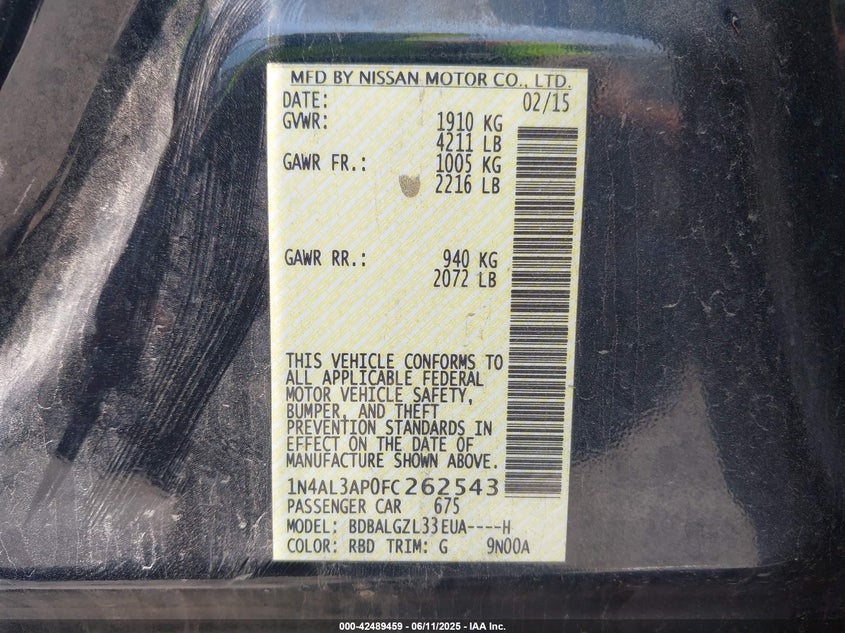 MFD BY NISSAN MOTOR CO., LTD.
DATE: 02/15
GVWR: 1910 KG
4211 LB
GAWR FR.: 1005 KG
2216 LB
GAWR RR.: 940 KG
2072 LB
THIS VEHICLE CONFORMS TO
ALL APPLICABLE FEDERAL
MOTOR VEHICLE SAFETY,
BUMPER, AND THEFT
PREVENTION STANDARDS IN
EFFECT ON THE DATE OF
MANUFACTURE SHOWN ABOVE.
1N4AL3AP0FC262543
PASSENGER CAR 675
MODEL: BDBALGZL33EUA----H
COLOR: RBD TRIM: G 9N00A
000-42489459 - 06/11/2025 - IAA Inc.